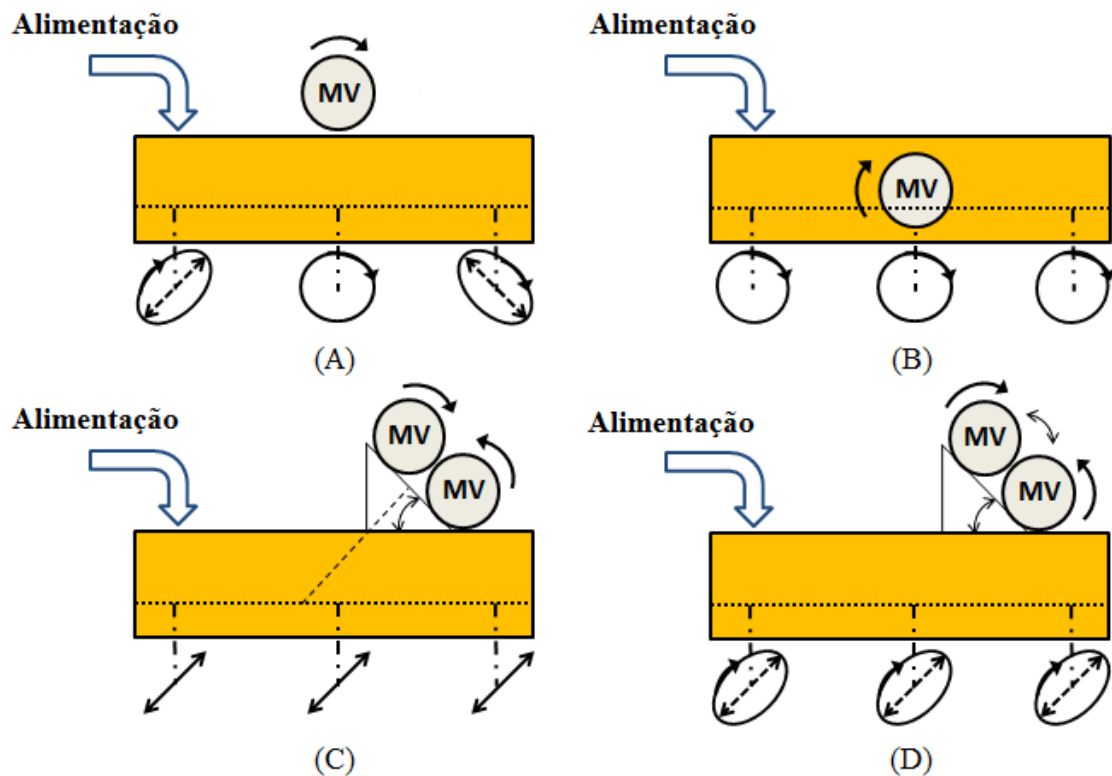 Alimentação
MV
(A)
Alimentação
MV
(B)
Alimentação
MV
MV
(C)
Alimentação
MV
MV
(D)